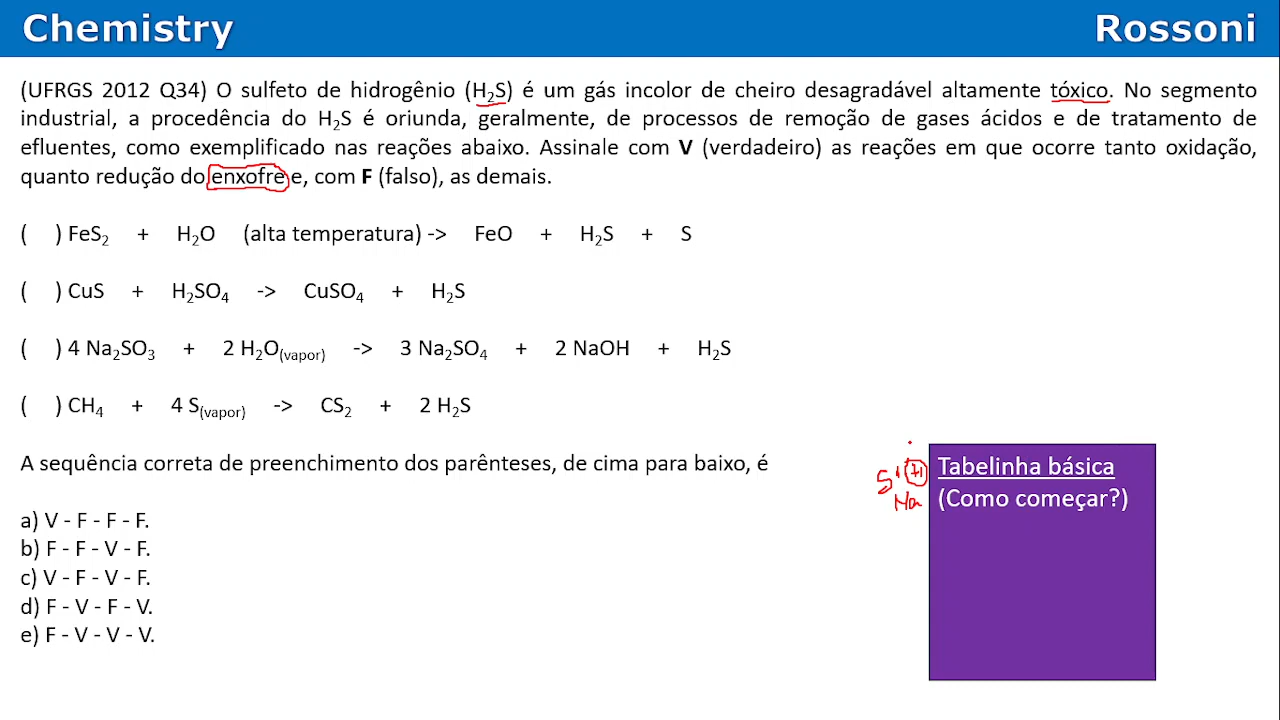 Chemistry Rossoni
(UFRGS 2012 Q34) O sulfeto de hidrogênio (H₂S) é um gás incolor de cheiro desagradável altamente tóxico. No segmento
industrial, a procedência do H₂S é oriunda, geralmente, de processos de remoção de gases ácidos e de tratamento de
efluentes, como exemplificado nas reações abaixo. Assinale com V (verdadeiro) as reações em que ocorre tanto oxidação,
quanto redução do enxofre e, com F (falso), as demais.
( ) FeS₂ + H₂O (alta temperatura) -> FeO + H₂S + S
( ) CuS + H₂SO₄ -> CuSO₄ + H₂S
( ) 4 Na₂SO₃ + 2 H₂O(vapor) -> 3 Na₂SO₄ + 2 NaOH + H₂S
( ) CH₄ + 4 S(vapor) -> CS₂ + 2 H₂S
A sequência correta de preenchimento dos parênteses, de cima para baixo, é
a) V - F - F - F.
b) F - F - V - F.
c) V - F - V - F.
d) F - V - F - V.
e) F - V - V - V.
+1
Na
Tabelinha básica
(Como começar?)